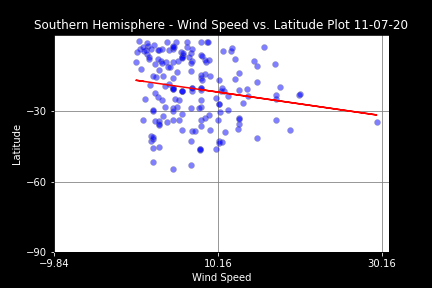 Southern Hemisphere - Wind Speed vs. Latitude Plot 11-07-20
Latitude
−30
−60
−90
−9.84
10.16
30.16
Wind Speed